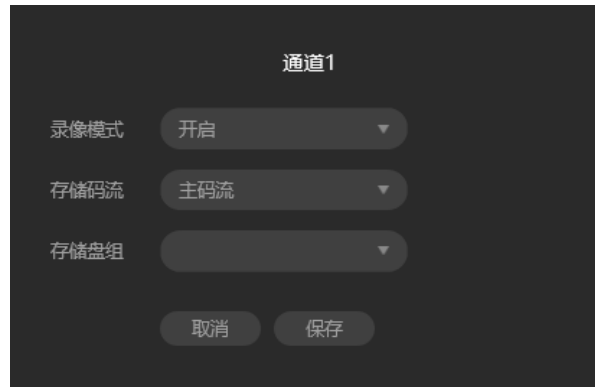 通道1
录像模式 开启
存储码流 主码流
存储盘组
取消 保存